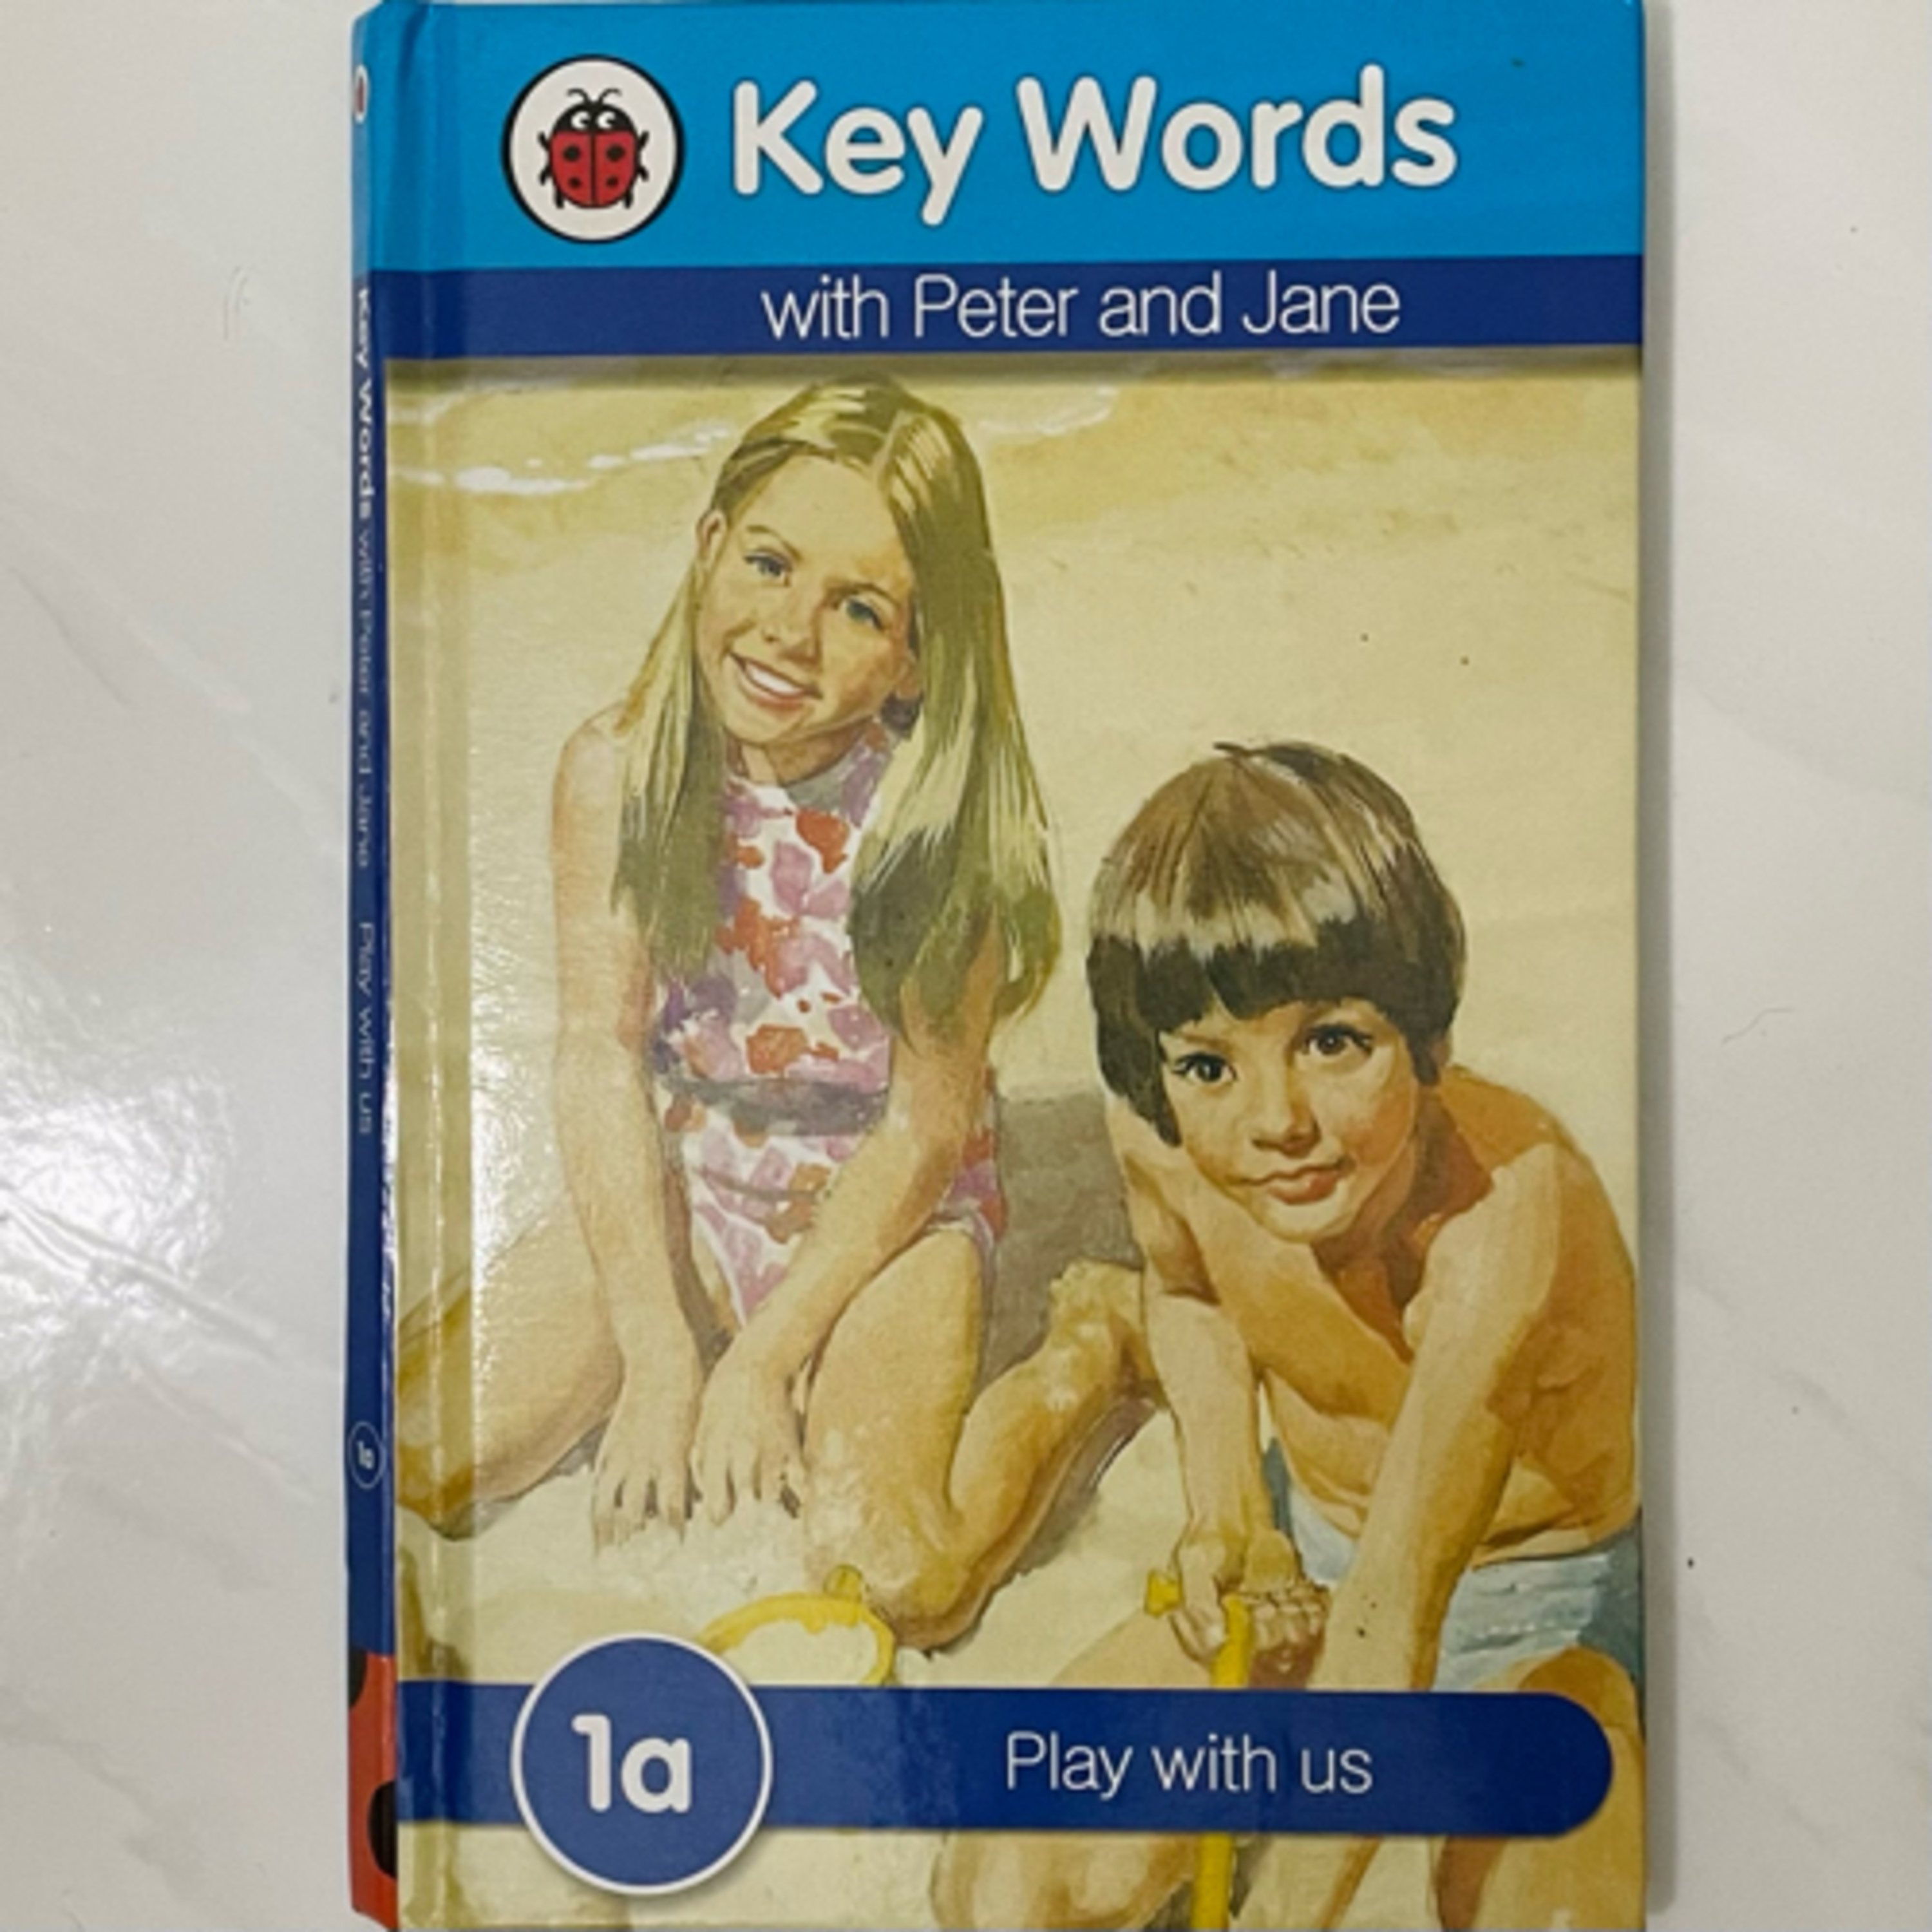 Key Words
with Peter and Jane
1a
Play with us
Key Words with Peter and Jane Play with us 1a